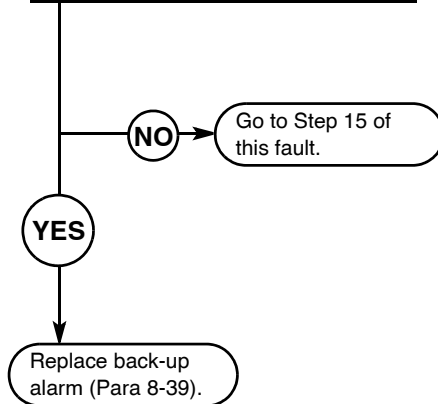 NO
Go to Step 15 of
this fault.
YES
Replace back-up
alarm (Para 8-39).